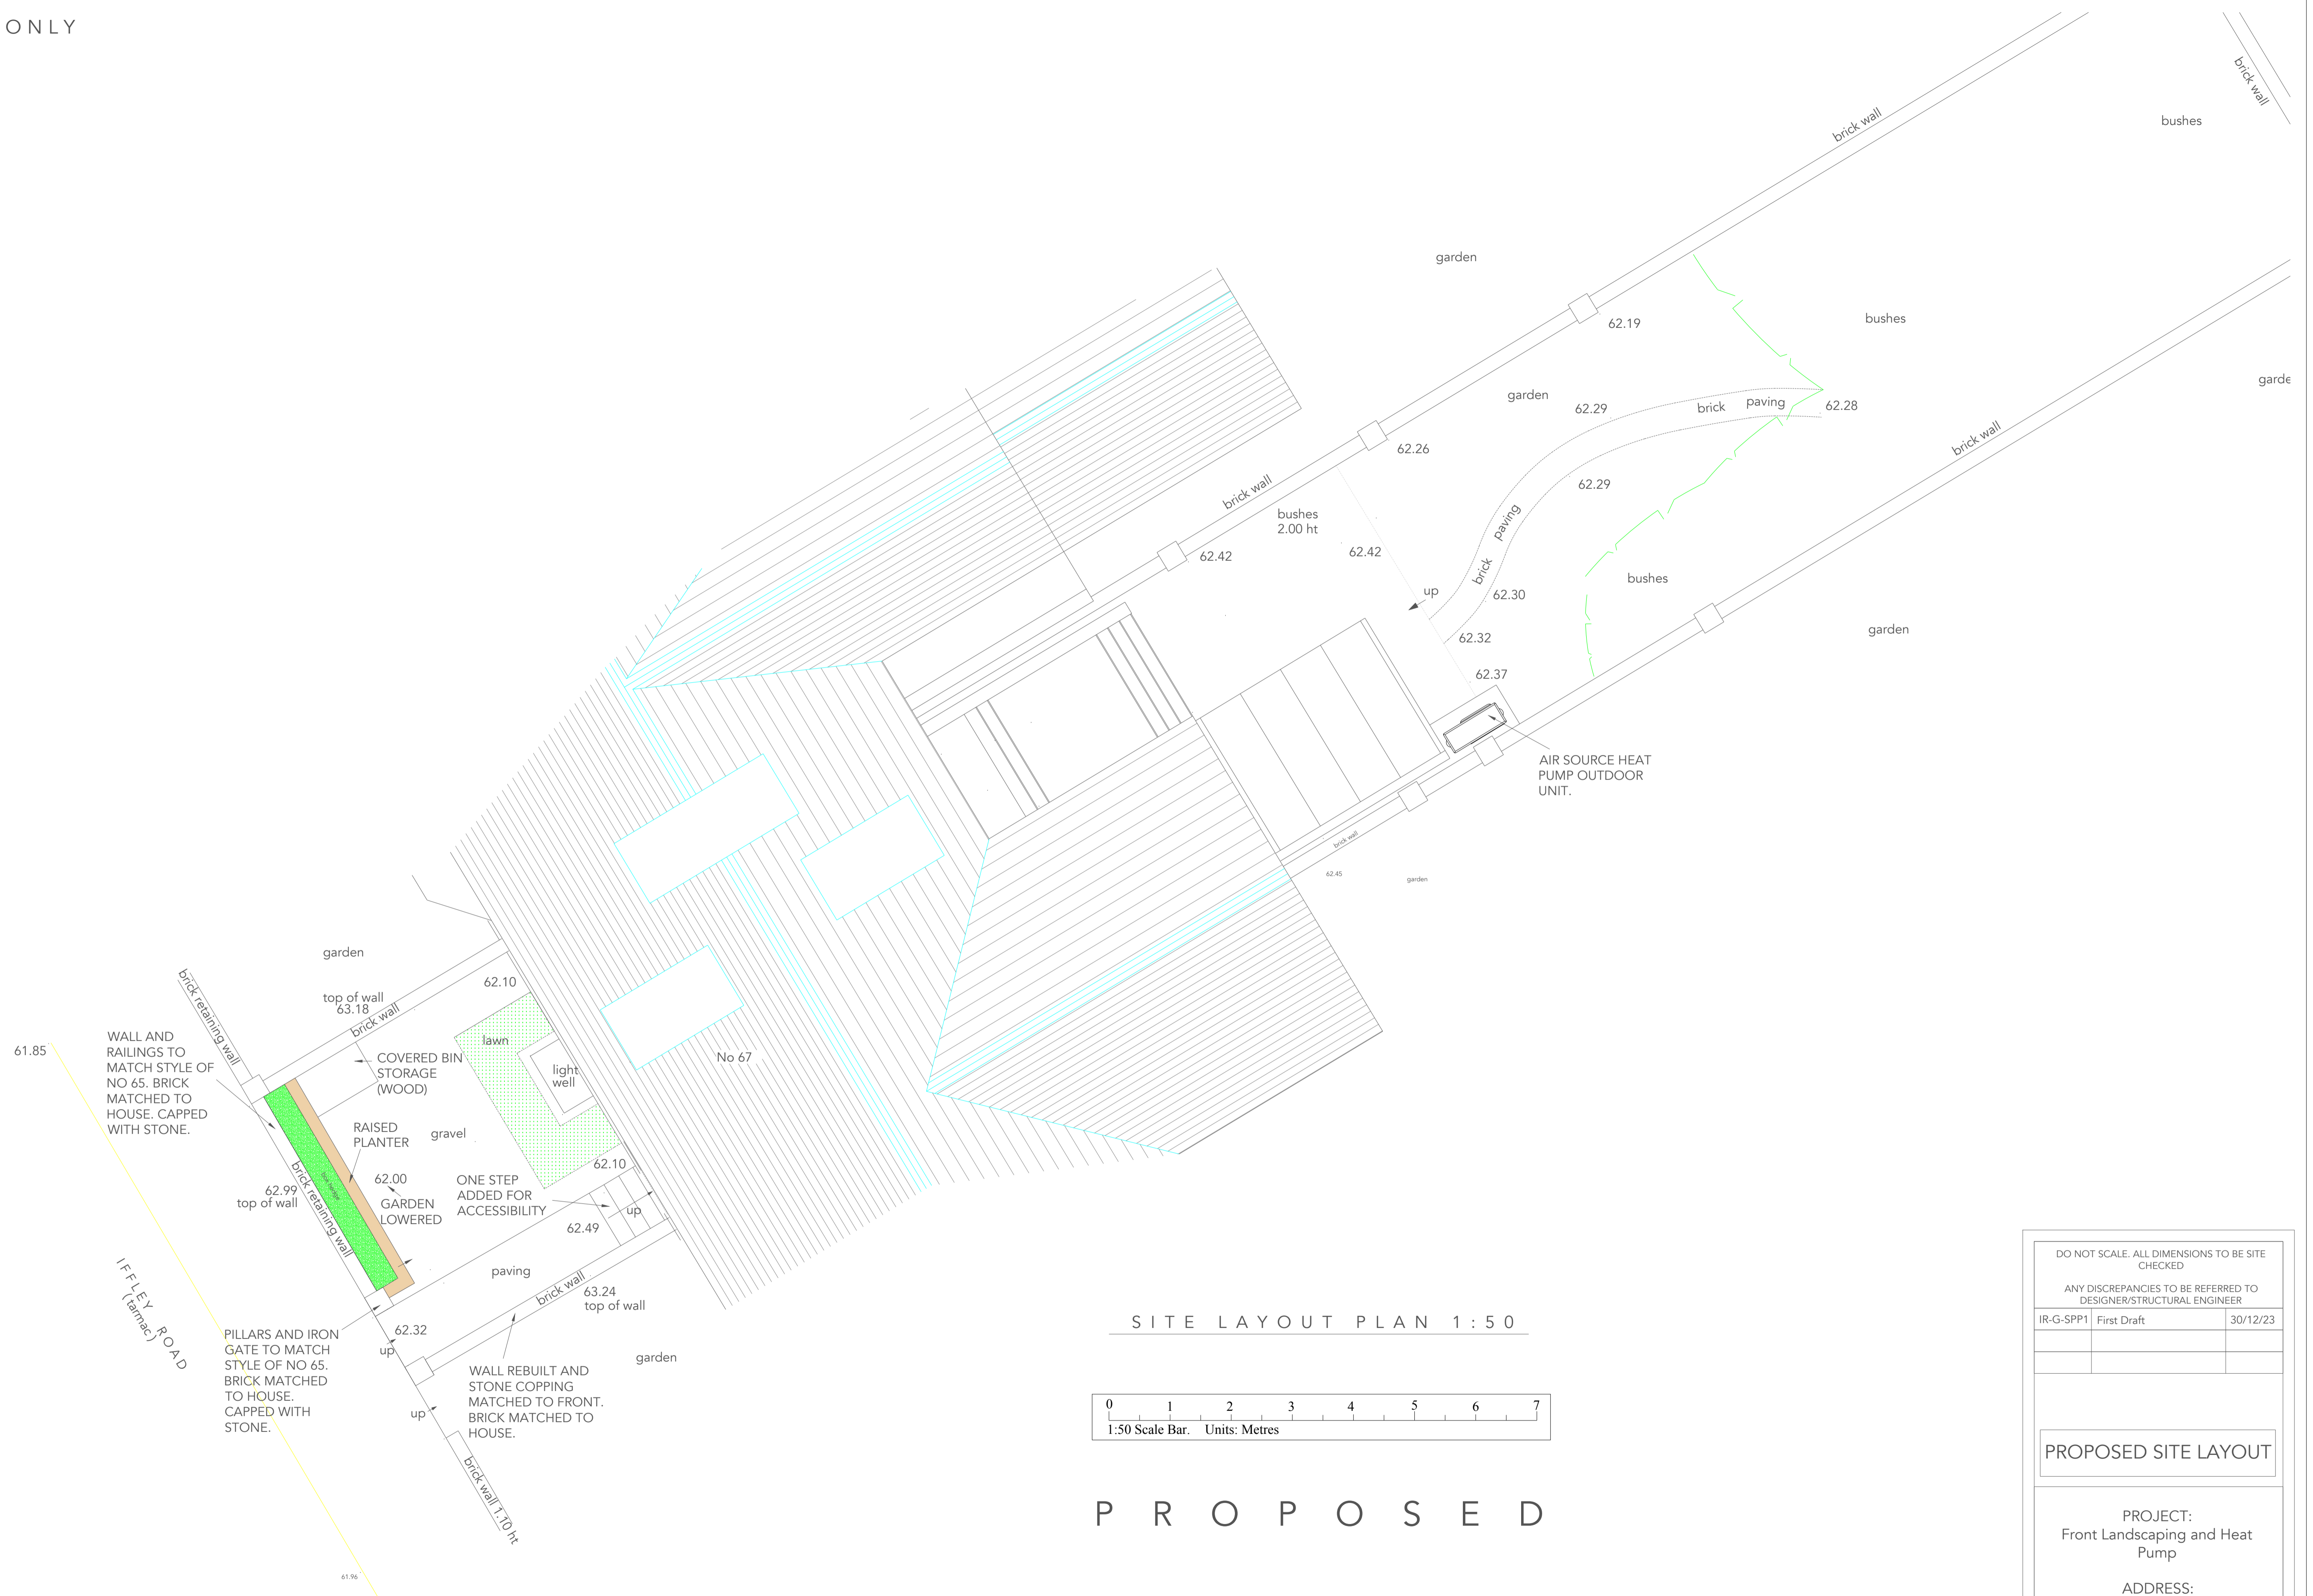 ONLY
brick wall
bushes
brick wall
garden
62.19
bushes
garden
garde
62.29
brick paving
62.28
62.26
brick wall
62.29
brick wall
bushes
2.00 ht
brick paving
62.42
62.42
up
62.30
bushes
garden
62.32
62.37
AIR SOURCE HEAT
PUMP OUTDOOR
UNIT.
brick wall
62.45
garden
garden
brick retaining wall
62.10
top of wall
63.18
brick wall
WALL AND
RAILINGS TO
MATCH STYLE OF
NO 65. BRICK
MATCHED TO
HOUSE. CAPPED
WITH STONE.
61.85
COVERED BIN
STORAGE
(WOOD)
lawn
light
well
No 67
RAISED
PLANTER
gravel
62.10
box hedge
62.00
62.99
top of wall
brick retaining wall
GARDEN
LOWERED
ONE STEP
ADDED FOR
ACCESSIBILITY
up
62.49
IFFLEY ROAD
(tarmac)
paving
brick wall
63.24
top of wall
62.32
up
PILLARS AND IRON
GATE TO MATCH
STYLE OF NO 65.
BRICK MATCHED
TO HOUSE.
CAPPED WITH
STONE.
garden
WALL REBUILT AND
STONE COPPING
MATCHED TO FRONT.
BRICK MATCHED TO
HOUSE.
up
brick wall 1.10 ht
61.96
SITE LAYOUT PLAN 1:50
0 1 2 3 4 5 6 7
1:50 Scale Bar. Units: Metres
PROPOSED
DO NOT SCALE. ALL DIMENSIONS TO BE SITE
CHECKED
ANY DISCREPANCIES TO BE REFERRED TO
DESIGNER/STRUCTURAL ENGINEER
IR-G-SPP1 First Draft 30/12/23
PROPOSED SITE LAYOUT
PROJECT:
Front Landscaping and Heat
Pump
ADDRESS: